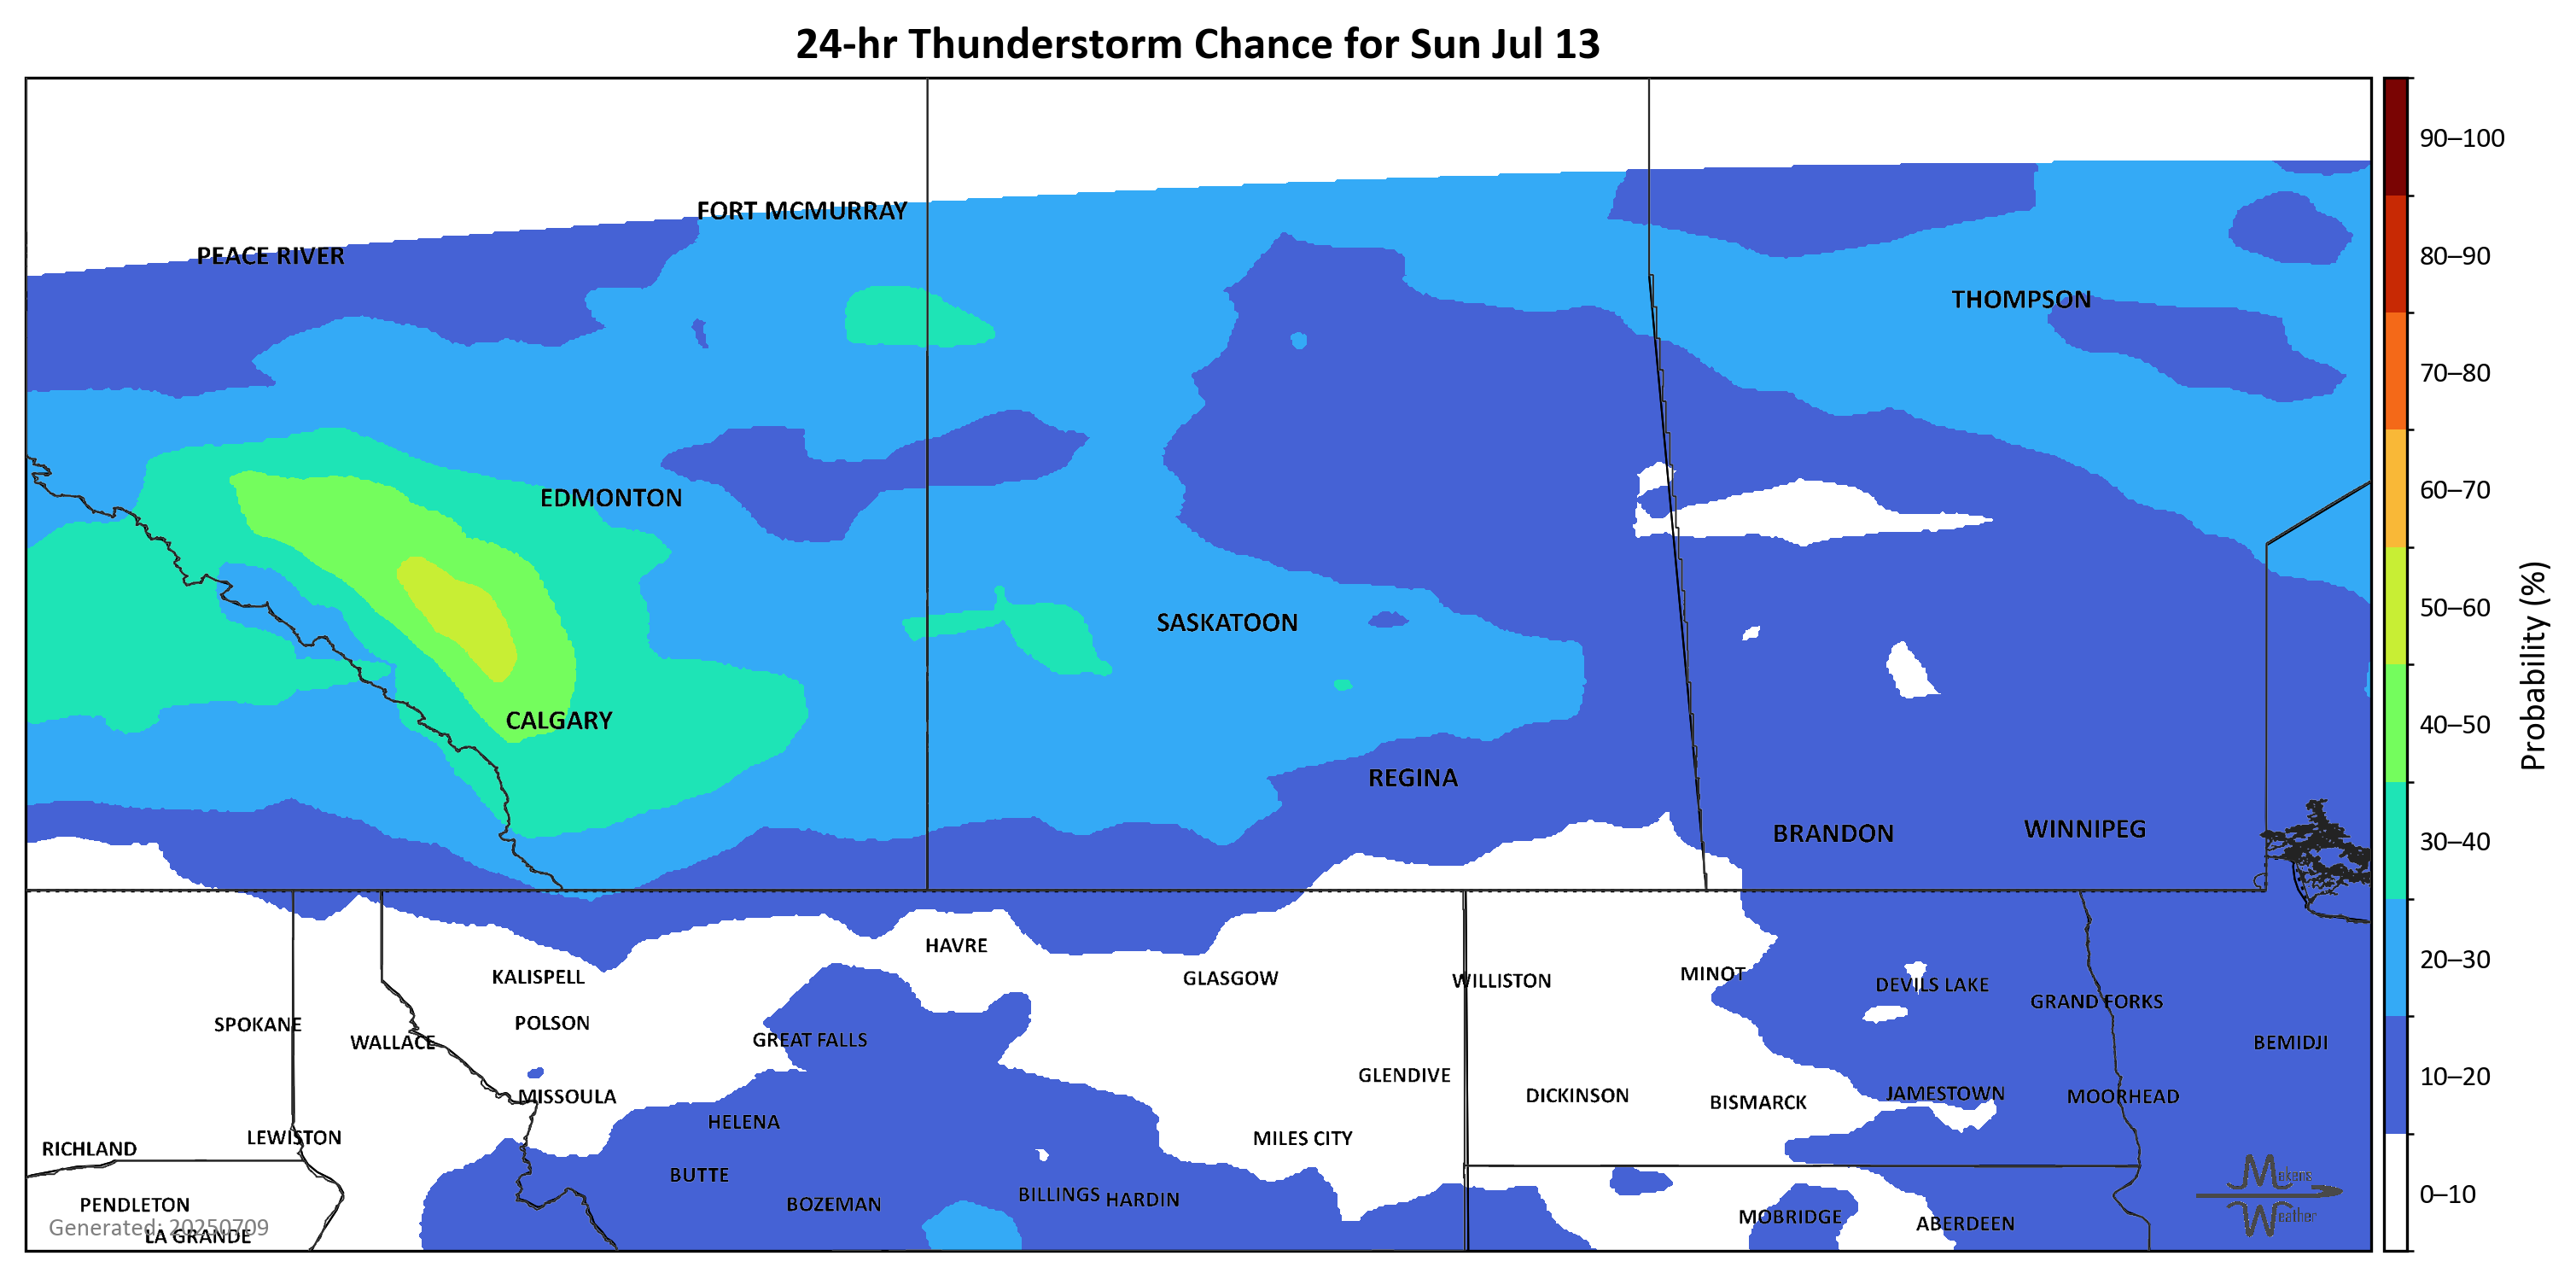 24-hr Thunderstorm Chance for Sun Jul 13
90–100
FORT MCMURRAY
PEACE RIVER
80–90
THOMPSON
70–80
60–70
EDMONTON
50–60
SASKATOON
Probability (%)
CALGARY
40–50
REGINA
BRANDON
WINNIPEG
30–40
HAVRE
20–30
KALISPELL
GLASGOW
WILLISTON
MINOT
DEVILS LAKE
GRAND FORKS
SPOKANE
POLSON
WALLACE
GREAT FALLS
BEMIDJI
GLENDIVE
10–20
MISSOULA
DICKINSON
BISMARCK
JAMESTOWN
MOORHEAD
HELENA
LEWISTON
MILES CITY
RICHLAND
BUTTE
Makens
BILLINGS
HARDIN
0–10
PENDLETON
BOZEMAN
MOBRIDGE
ABERDEEN
Weather
Generated: 20250709
LA GRANDE